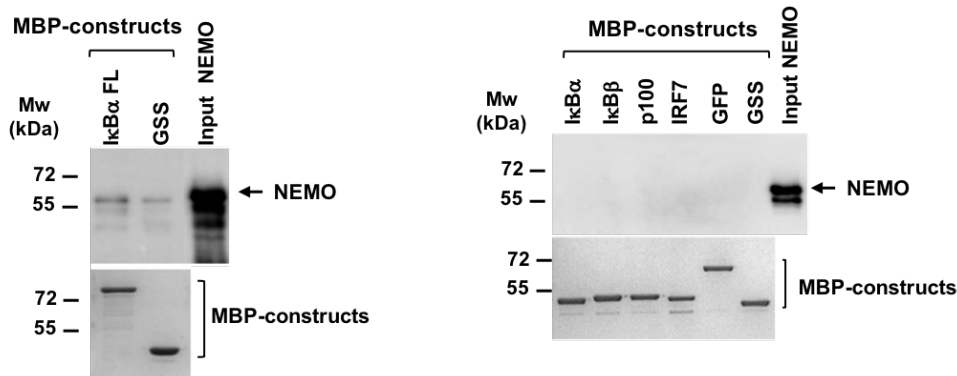 MBP-constructs
IκBα FL
GSS
Input NEMO
Mw
(kDa)
72
55
NEMO
72
55
MBP-constructs
MBP-constructs
IκBα
IκBβ
p100
IRF7
GFP
GSS
Input NEMO
Mw
(kDa)
72
55
NEMO
72
55
MBP-constructs